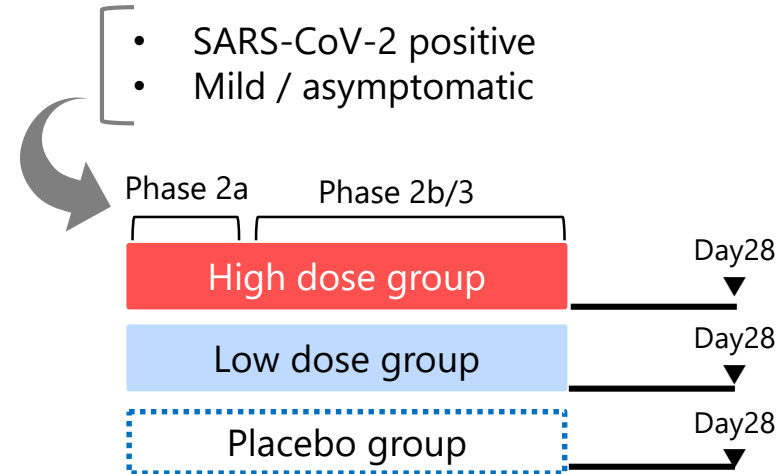 • SARS-CoV-2 positive
• Mild / asymptomatic
Phase 2a
Phase 2b/3
High dose group
Day28
Low dose group
Day28
Placebo group
Day28